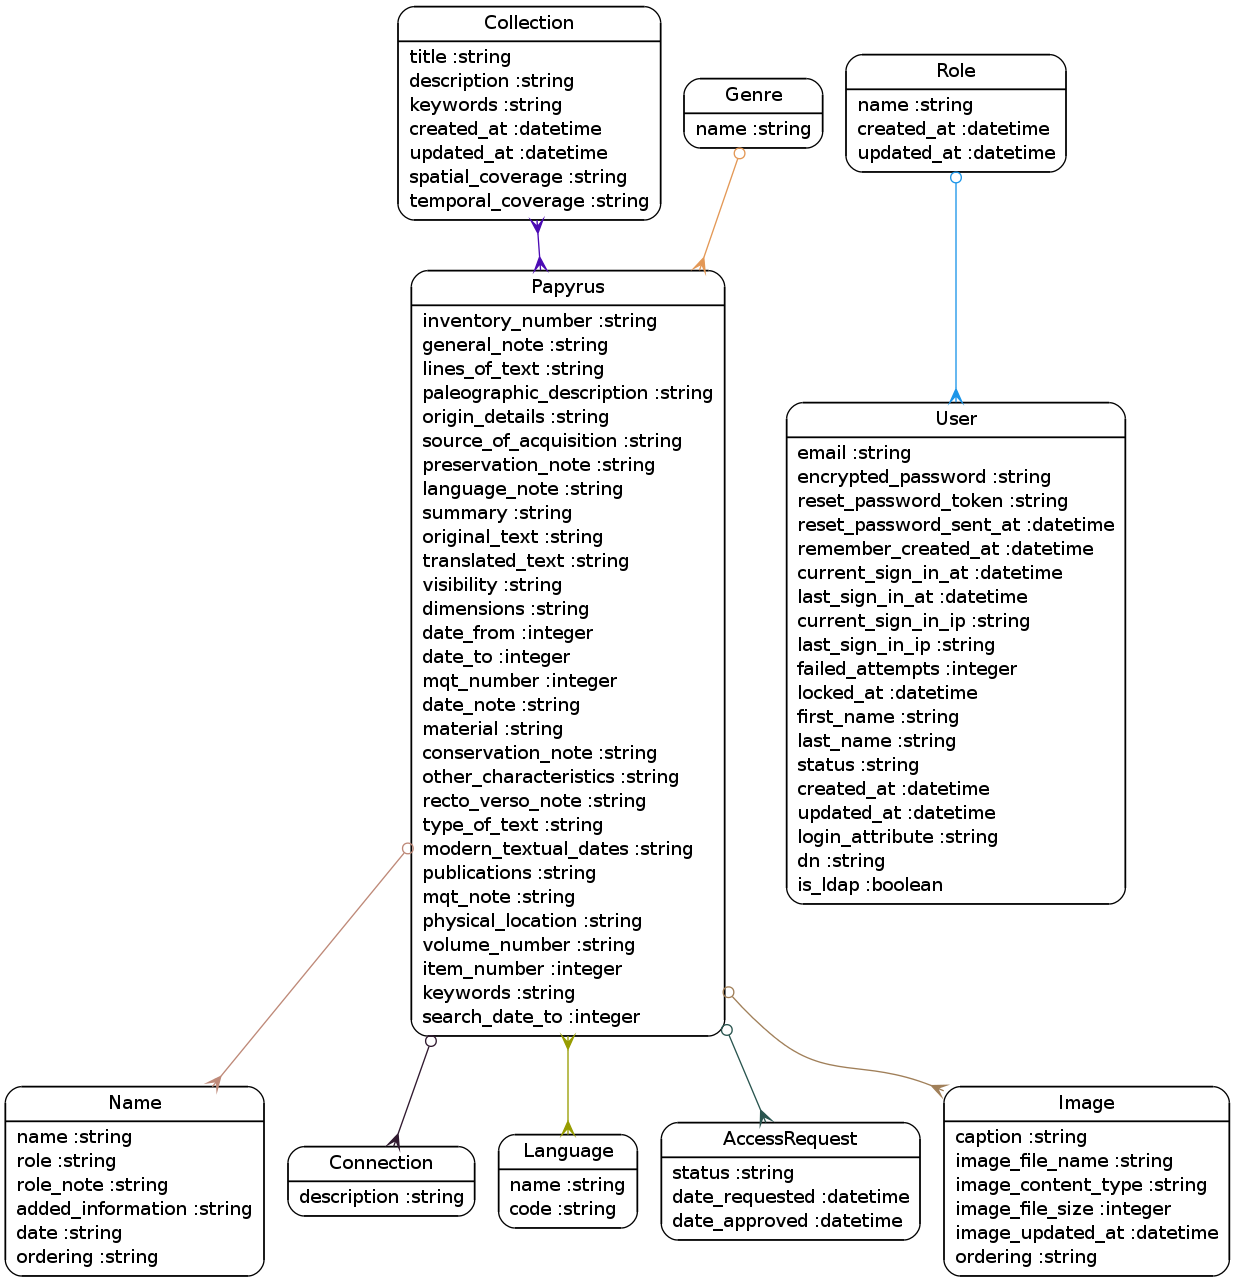 Collection
title :string
description :string
keywords :string
created_at :datetime
updated_at :datetime
spatial_coverage :string
temporal_coverage :string
Genre
name :string
Role
name :string
created_at :datetime
updated_at :datetime
Papyrus
inventory_number :string
general_note :string
lines_of_text :string
paleographic_description :string
origin_details :string
source_of_acquisition :string
preservation_note :string
language_note :string
summary :string
original_text :string
translated_text :string
visibility :string
dimensions :string
date_from :integer
date_to :integer
mqt_number :integer
date_note :string
material :string
conservation_note :string
other_characteristics :string
recto_verso_note :string
type_of_text :string
modern_textual_dates :string
publications :string
mqt_note :string
physical_location :string
volume_number :string
item_number :integer
keywords :string
search_date_to :integer
User
email :string
encrypted_password :string
reset_password_token :string
reset_password_sent_at :datetime
remember_created_at :datetime
current_sign_in_at :datetime
last_sign_in_at :datetime
current_sign_in_ip :string
last_sign_in_ip :string
failed_attempts :integer
locked_at :datetime
first_name :string
last_name :string
status :string
created_at :datetime
updated_at :datetime
login_attribute :string
dn :string
is_ldap :boolean
Name
name :string
role :string
role_note :string
added_information :string
date :string
ordering :string
Connection
description :string
Language
name :string
code :string
AccessRequest
status :string
date_requested :datetime
date_approved :datetime
Image
caption :string
image_file_name :string
image_content_type :string
image_file_size :integer
image_updated_at :datetime
ordering :string